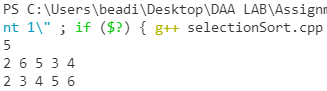 PS C:\Users\beadi\Desktop\DAA LAB\Assignm
nt 1\" ; if ($?) { g++ selectionSort.cpp
5
2 6 5 3 4
2 3 4 5 6